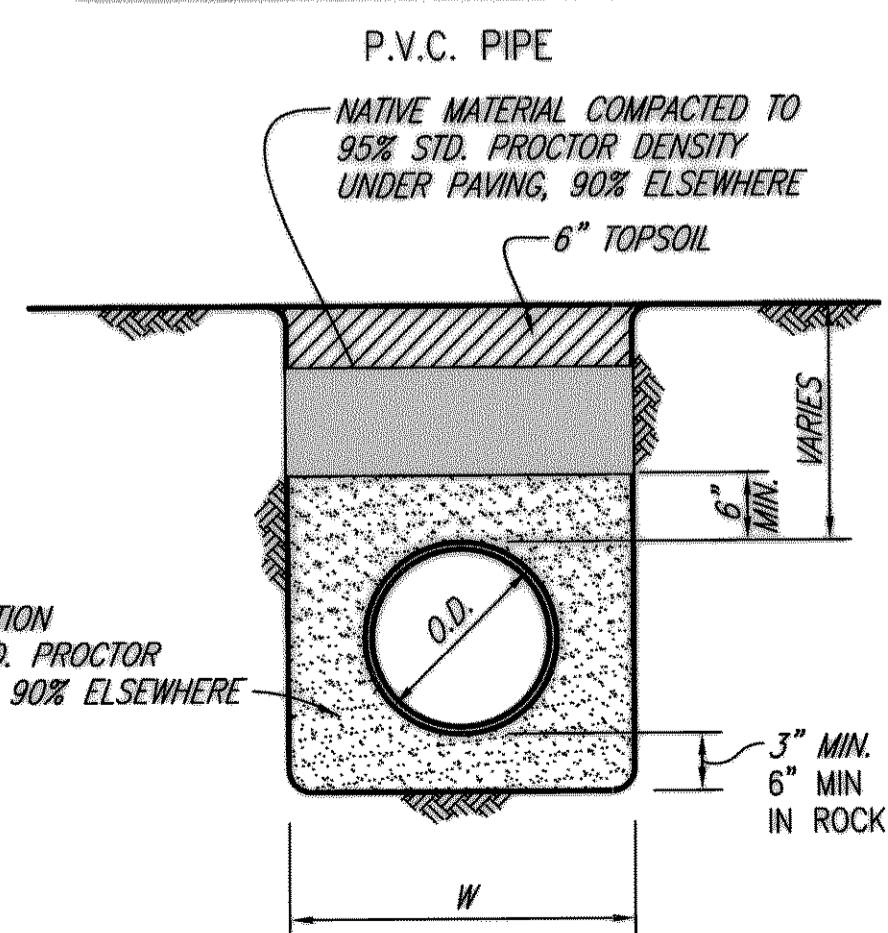 P.V.C. PIPE
NATIVE MATERIAL COMPACTED TO
95% STD. PROCTOR DENSITY
UNDER PAVING, 90% ELSEWHERE
6" TOPSOIL
VARIES
6"
MIN.
O.D.
PROCTOR
90% ELSEWHERE
3" MIN.
6" MIN
IN ROCK
W